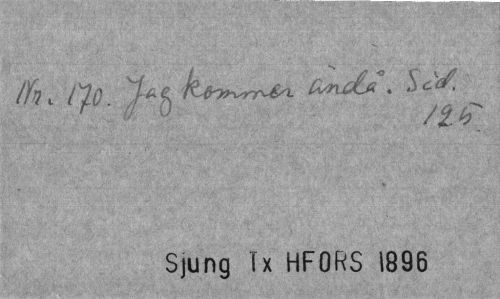 Nr. 170. Jag kommer ändå. Sid.
125.
Sjung Tx HFORS 1896